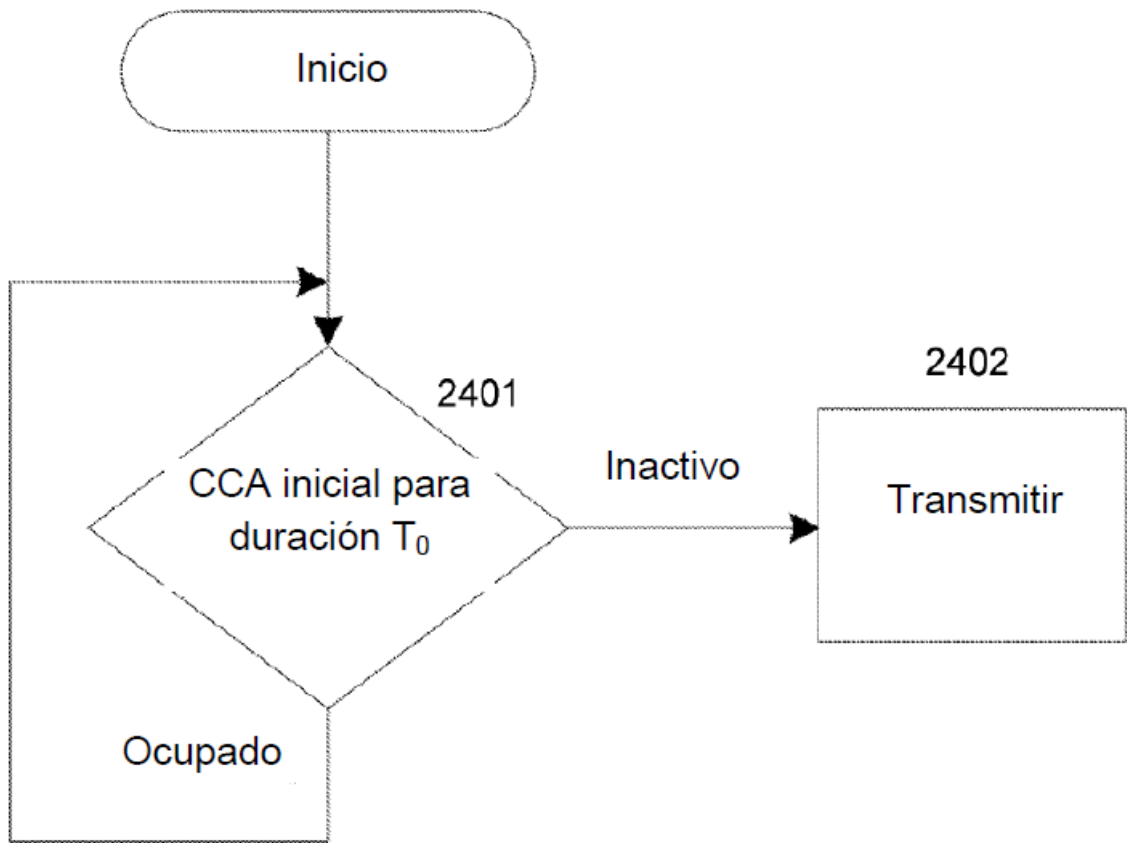 Inicio
2401
2402
CCA inicial para
duración T₀
Inactivo
Transmitir
Ocupado